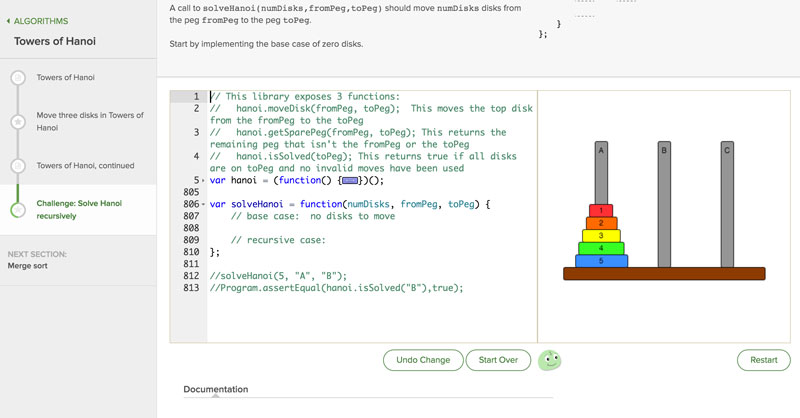 ALGORITHMS
Towers of Hanoi
Towers of Hanoi
Move three disks in Towers of
Hanoi
Towers of Hanoi, continued
Challenge: Solve Hanoi
recursively
NEXT SECTION:
Merge sort
A call to solveHanoi(numDisks,fromPeg,toPeg) should move numDisks disks from
the peg fromPeg to the peg toPeg.
Start by implementing the base case of zero disks.
}
};
1 // This library exposes 3 functions:
2 //   hanoi.moveDisk(fromPeg, toPeg);  This moves the top disk
from the fromPeg to the toPeg
3 //   hanoi.getSparePeg(fromPeg, toPeg); This returns the
remaining peg that isn't the fromPeg or the toPeg
4 //   hanoi.isSolved(toPeg); This returns true if all disks
are on toPeg and no invalid moves have been used
5 var hanoi = (function() {})();
805
806 var solveHanoi = function(numDisks, fromPeg, toPeg) {
807     // base case:  no disks to move
808
809     // recursive case:
810 };
811
812 //solveHanoi(5, "A", "B");
813 //Program.assertEqual(hanoi.isSolved("B"),true);
A B C
1
2
3
4
5
Undo Change
Start Over
Restart
Documentation